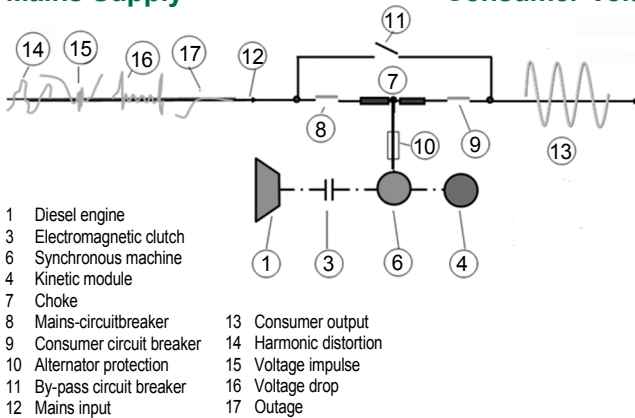 14 15 16 17 12 11 7 8 9 10 13
1 3 6 4
1 Diesel engine
3 Electromagnetic clutch
6 Synchronous machine
4 Kinetic module
7 Choke
8 Mains-circuitbreaker
9 Consumer circuit breaker
10 Alternator protection
11 By-pass circuit breaker
12 Mains input
13 Consumer output
14 Harmonic distortion
15 Voltage impulse
16 Voltage drop
17 Outage